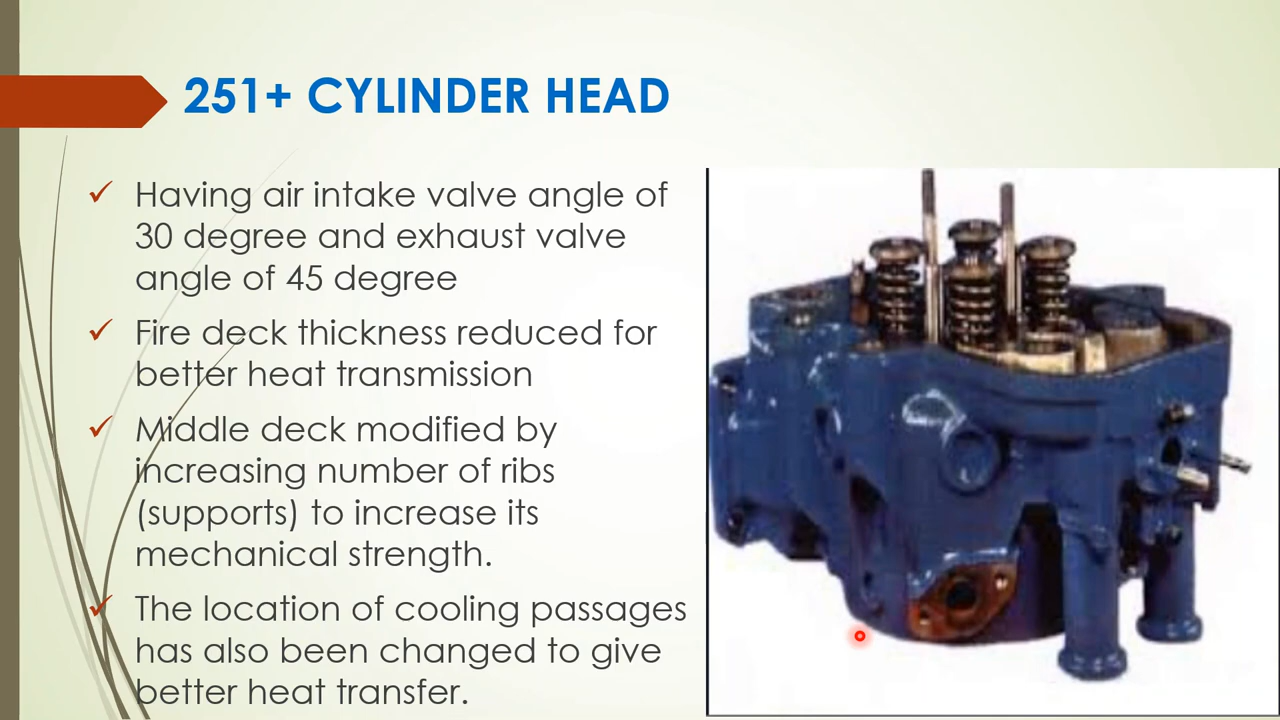 251+ CYLINDER HEAD
✓ Having air intake valve angle of
30 degree and exhaust valve
angle of 45 degree
✓ Fire deck thickness reduced for
better heat transmission
✓ Middle deck modified by
increasing number of ribs
(supports) to increase its
mechanical strength.
✓ The location of cooling passages
has also been changed to give
better heat transfer.